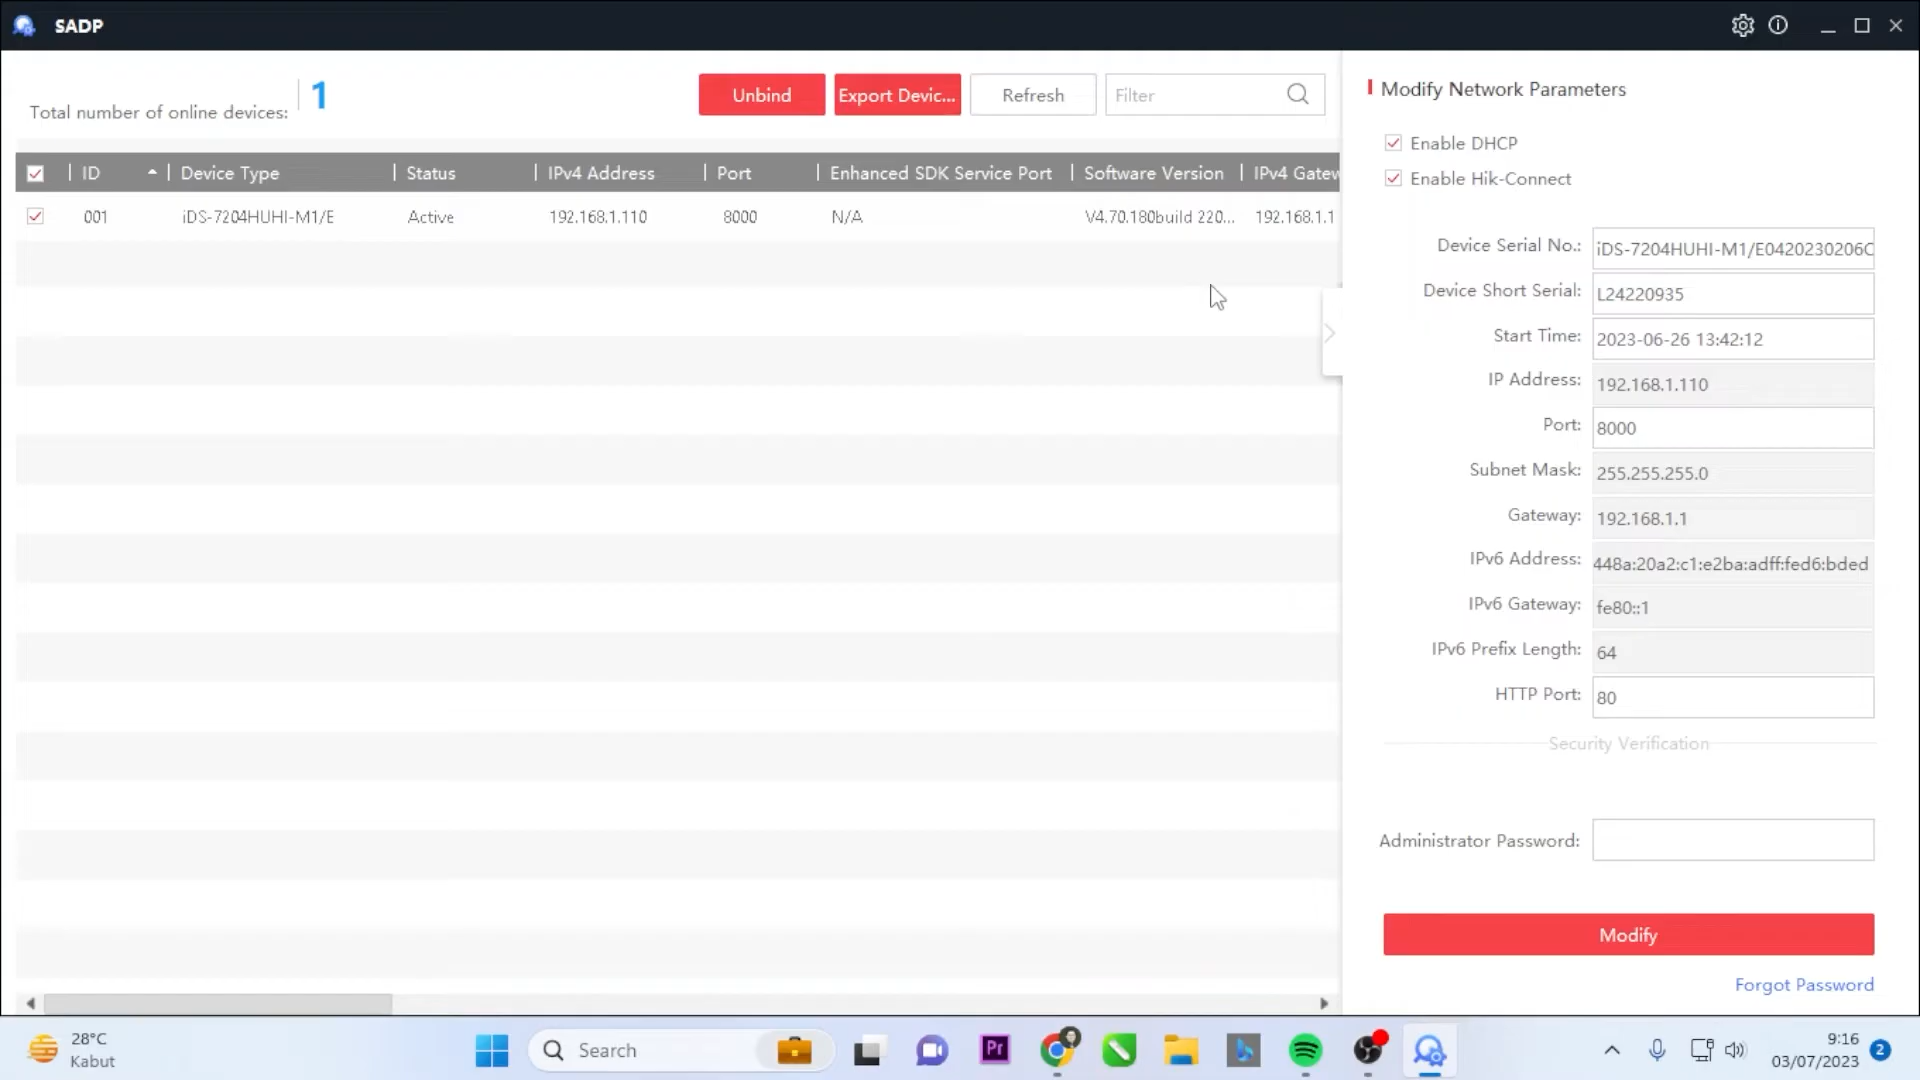 SADP
Total number of online devices: 1
Unbind
Export Devic...
Refresh
Filter
ID Device Type Status IPv4 Address Port Enhanced SDK Service Port Software Version IPv4 Gatew
001 iDS-7204HUHI-M1/E Active 192.168.1.110 8000 N/A V4.70.180build 220... 192.168.1.1
Modify Network Parameters
Enable DHCP
Enable Hik-Connect
Device Serial No.: iDS-7204HUHI-M1/E0420230206C
Device Short Serial: L24220935
Start Time: 2023-06-26 13:42:12
IP Address: 192.168.1.110
Port: 8000
Subnet Mask: 255.255.255.0
Gateway: 192.168.1.1
IPv6 Address: 448a:20a2:c1:e2ba:adff:fed6:bded
IPv6 Gateway: fe80::1
IPv6 Prefix Length: 64
HTTP Port: 80
Security Verification
Administrator Password:
Modify
Forgot Password
28°C
Kabut
Search
Pr
9:16
03/07/2023
2